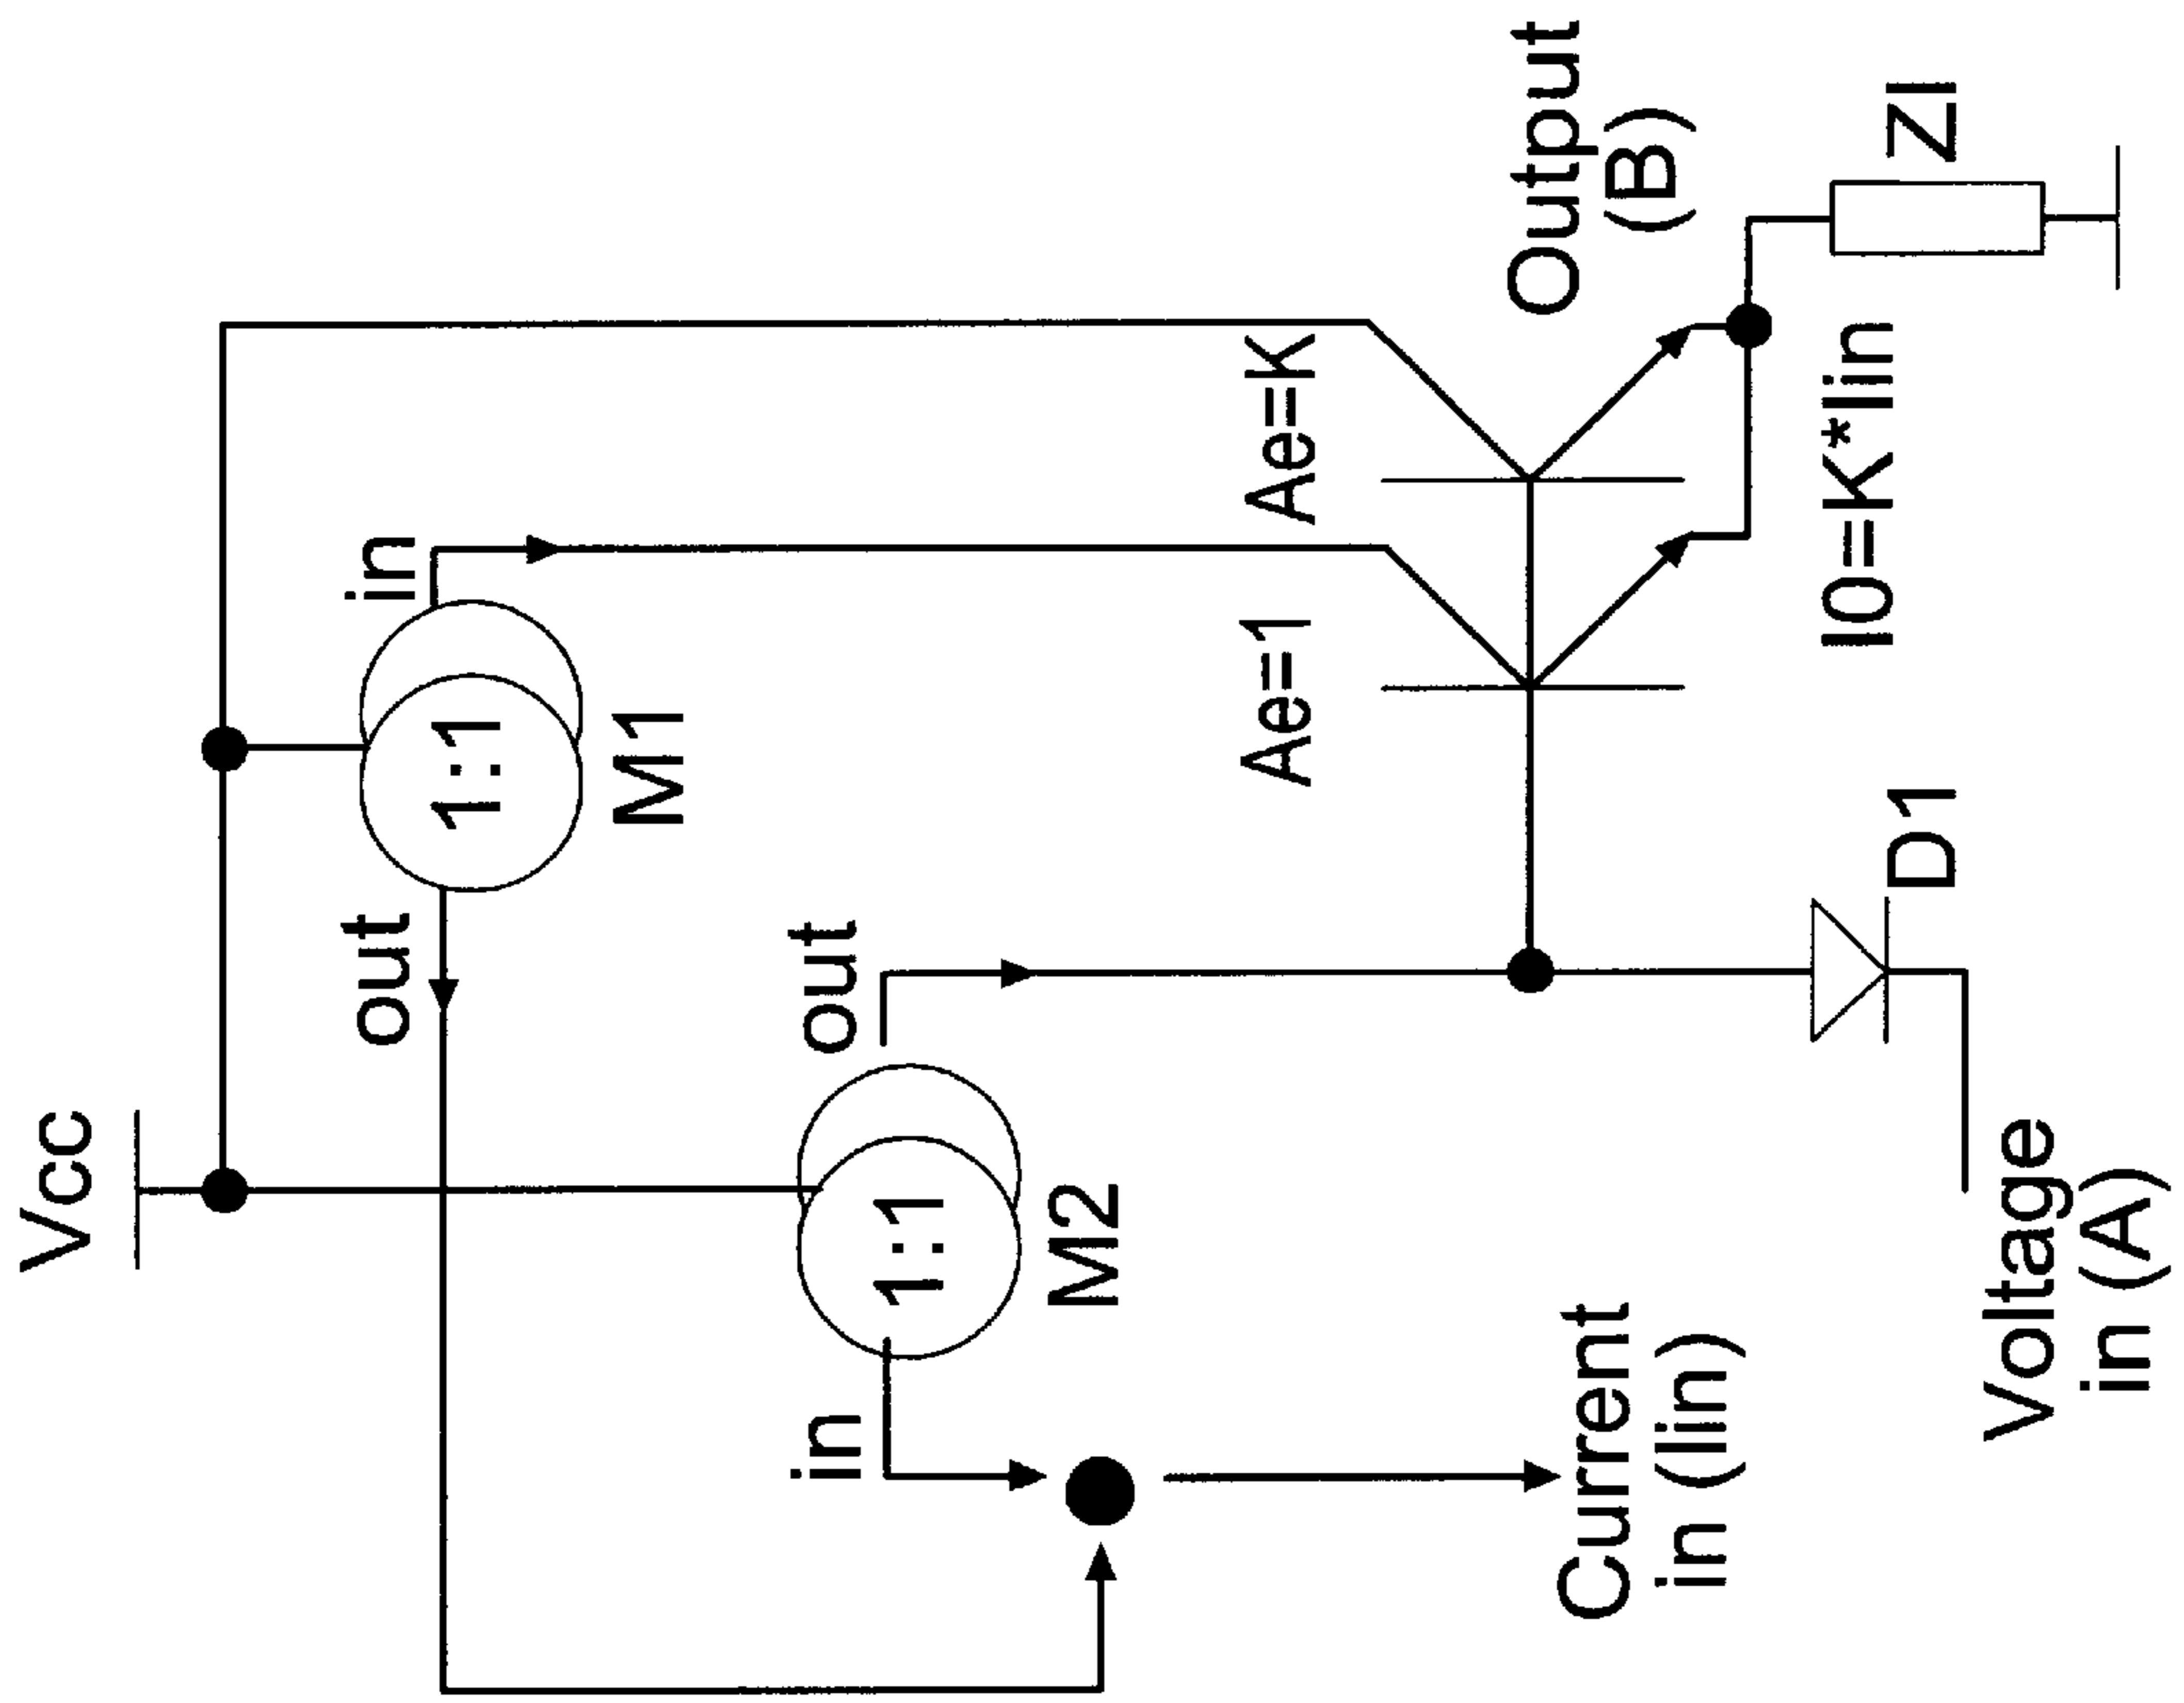 Vcc
out
in
1:1
M1
in
out
1:1
M2
Ae=1
Ae=K
Output
(B)
Current
in (Iin)
I0=K*Iin
D1
Zl
Voltage
in (A)